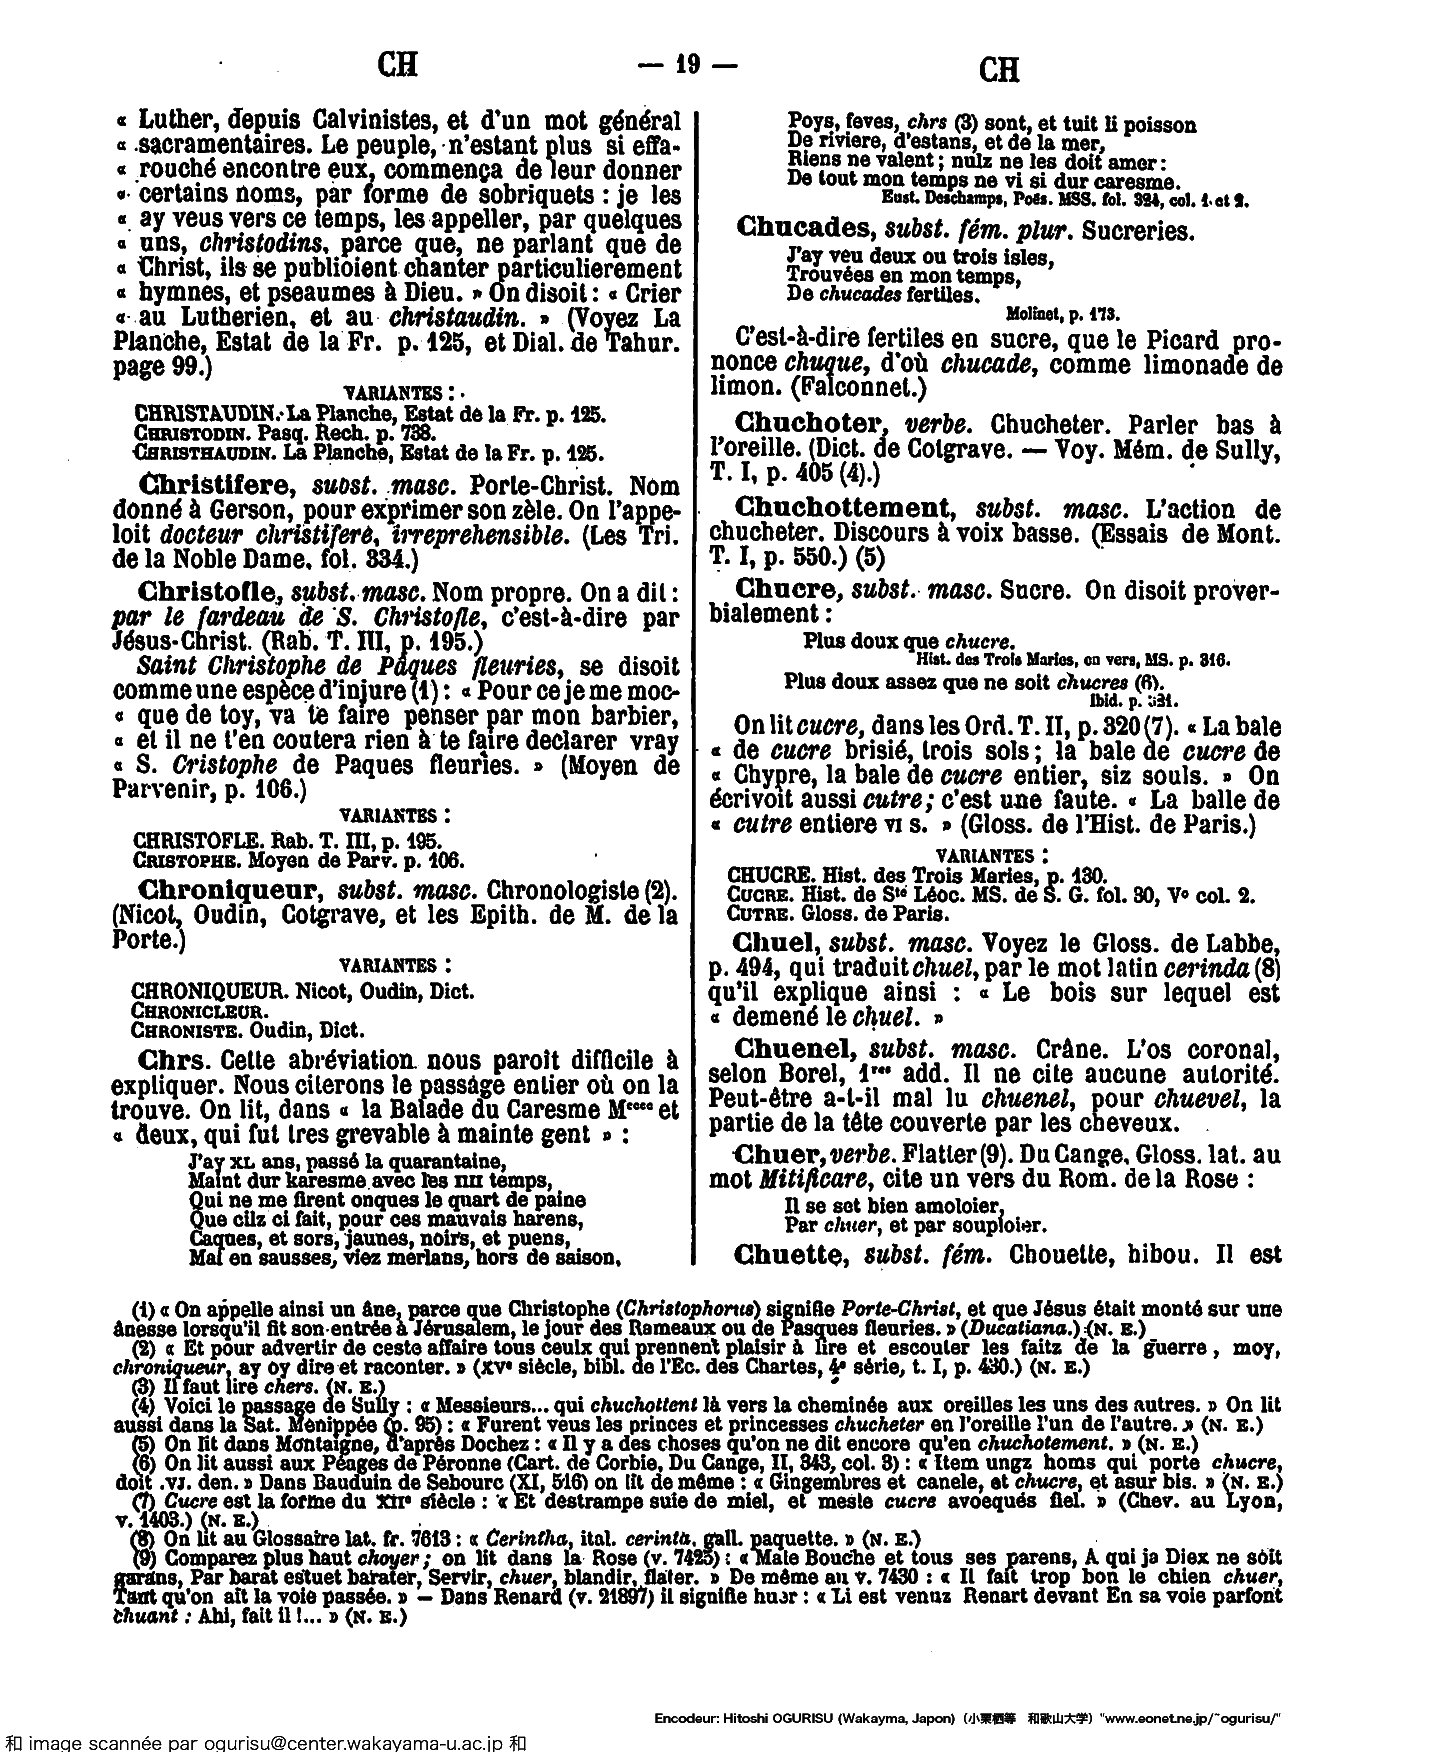 CH
— 19 —
CH
« Luther, depuis Calvinistes, et d'un mot général
« sacramentaires. Le peuple, n'estant plus si effa-
« rouché encontre eux, commença de leur donner
« certains noms, par forme de sobriquets : je les
« ay veus vers ce temps, les appeller, par quelques
« uns, christodins, parce que, ne parlant que de
« Christ, ils se publioient chanter particulierement
« hymnes, et pseaumes à Dieu. » On disoit : « Crier
« au Lutherien, et au christaudin. » (Voyez La
Planche, Estat de la Fr. p. 125, et Dial. de Tahur.
page 99.)
VARIANTES :
CHRISTAUDIN. La Planche, Estat de la Fr. p. 125.
CHRISTODIN. Pasq. Rech. p. 738.
CHRISTHAUDIN. La Planche, Estat de la Fr. p. 125.
Christifere, subst. masc. Porte-Christ. Nom
donné à Gerson, pour exprimer son zèle. On l'appe-
loit docteur christifere, irreprehensible. (Les Tri.
de la Noble Dame, fol. 334.)
Christofle, subst. masc. Nom propre. On a dit :
par le fardeau de S. Christofle, c'est-à-dire par
Jésus-Christ. (Rab. T. III, p. 195.)
Saint Christophe de Pâques fleuries, se disoit
comme une espèce d'injure (1) : « Pour ce je me moc-
« que de toy, va te faire penser par mon barbier,
« et il ne t'en coutera rien à te faire declarer vray
« S. Cristophe de Paques fleuries. » (Moyen de
Parvenir, p. 106.)
VARIANTES :
CHRISTOFLE. Rab. T. III, p. 195.
CRISTOPHE. Moyen de Parv. p. 106.
Chroniqueur, subst. masc. Chronologiste (2).
(Nicot, Oudin, Cotgrave, et les Epith. de M. de la
Porte.)
VARIANTES :
CHRONIQUEUR. Nicot, Oudin, Dict.
CHRONICLEUR.
CHRONISTE. Oudin, Dict.
Chrs. Cette abréviation nous paroit difficile à
expliquer. Nous citerons le passage entier où on la
trouve. On lit, dans « la Balade du Caresme Mcccc et
« deux, qui fut tres grevable à mainte gent » :
J'ay XL ans, passé la quarantaine,
Maint dur karesme avec les IIII temps,
Qui ne me firent onques le quart de paine
Que cilz ci fait, pour ces mauvais harens,
Caques, et sors, jaunes, noirs, et puens,
Mal en sausses, viez merlans, hors de saison,
Poys, feves, chrs (3) sont, et tuit li poisson
De riviere, d'estans, et de la mer,
Riens ne valent ; nulz ne les doit amer :
De tout mon temps ne vi si dur caresme.
Eust. Deschamps, Poës. MSS. fol. 324, col. 1 et 2.
Chucades, subst. fém. plur. Sucreries.
J'ay veu deux ou trois isles,
Trouvées en mon temps,
De chucades fertiles.
Molinet, p. 173.
C'est-à-dire fertiles en sucre, que le Picard pro-
nonce chuque, d'où chucade, comme limonade de
limon. (Falconnet.)
Chuchoter, verbe. Chucheter. Parler bas à
l'oreille. (Dict. de Cotgrave. — Voy. Mém. de Sully,
T. I, p. 405 (4).)
Chuchottement, subst. masc. L'action de
chucheter. Discours à voix basse. (Essais de Mont.
T. I, p. 550.) (5)
Chucre, subst. masc. Sucre. On disoit prover-
bialement :
Plus doux que chucre.
Hist. des Trois Maries, en vers, MS. p. 316.
Plus doux assez que ne soit chucres (6).
Ibid. p. 331.
On lit cucre, dans les Ord. T. II, p. 320 (7). « La bale
« de cucre brisié, trois sols ; la bale de cucre de
« Chypre, la bale de cucre entier, siz souls. » On
écrivoit aussi cutre ; c'est une faute. « La balle de
« cutre entiere VI s. » (Gloss. de l'Hist. de Paris.)
VARIANTES :
CHUCRE. Hist. des Trois Maries, p. 130.
CUCRE. Hist. de Ste Léoc. MS. de S. G. fol. 30, Vo col. 2.
CUTRE. Gloss. de Paris.
Chuel, subst. masc. Voyez le Gloss. de Labbe,
p. 494, qui traduit chuel, par le mot latin cerinda (8)
qu'il explique ainsi : « Le bois sur lequel est
« demené le chuel. »
Chuenel, subst. masc. Crâne. L'os coronal,
selon Borel, 1res add. Il ne cite aucune autorité.
Peut-être a-t-il mal lu chuenel, pour chuevel, la
partie de la tête couverte par les cheveux.
Chuer, verbe. Flatter (9). Du Cange, Gloss. lat. au
mot Mitificare, cite un vers du Rom. de la Rose :
Il se set bien amoloier,
Par chuer, et par souploier.
Chuette, subst. fém. Chouette, hibou. Il est
(1) « On appelle ainsi un âne, parce que Christophe (Christophorus) signifie Porte-Christ, et que Jésus était monté sur une
ânesse lorsqu'il fit son entrée à Jérusalem, le jour des Rameaux ou de Pasques fleuries. » (Ducatiana.) (N. E.)
(2) « Et pour advertir de ceste affaire tous ceulx qui prennent plaisir à lire et escouter les faitz de la guerre, moy,
chroniqueur, ay oy dire et raconter. » (XVe siècle, bibl. de l'Ec. des Chartes, 4e série, t. I, p. 430.) (N. E.)
(3) Il faut lire chers. (N. E.)
(4) Voici le passage de Sully : « Messieurs... qui chuchottent là vers la cheminée aux oreilles les uns des autres. » On lit
aussi dans la Sat. Ménippée (p. 95) : « Furent veus les princes et princesses chucheter en l'oreille l'un de l'autre. » (N. E.)
(5) On lit dans Montaigne, d'après Dochez : « Il y a des choses qu'on ne dit encore qu'en chuchotement. » (N. E.)
(6) On lit aussi aux Péages de Péronne (Cart. de Corbie, Du Cange, II, 343, col. 3) : « Item ungz homs qui porte chucre,
doit .VJ. den. » Dans Bauduin de Sebourc (XI, 516) on lit de même : « Gingembres et canele, et chucre, et asur bis. » (N. E.)
(7) Cucre est la forme du XIIe siècle : « Et destrampe suie de miel, et mesle cucre avoequés fiel. » (Chev. au Lyon,
v. 1403.) (N. E.)
(8) On lit au Glossaire lat. fr. 7613 : « Cerintha, ital. cerinta, gall. paquette. » (N. E.)
(9) Comparez plus haut choyer ; on lit dans la Rose (v. 7425) : « Male Bouche et tous ses parens, A qui ja Diex ne soit
garans, Par barat estuet barater, Servir, chuer, blandir, flater. » De même au v. 7430 : « Il fait trop bon le chien chuer,
Tant qu'on ait la voie passée. » — Dans Renard (v. 21897) il signifie huer : « Li est venuz Renart devant En sa voie parfont
chuant : Ahi, fait il !... » (N. E.)
Encodeur: Hitoshi OGURISU (Wakayma, Japon) (小栗栖等 和歌山大学) "www.eonet.ne.jp/~ogurisu/"
和 image scannée par ogurisu@center.wakayama-u.ac.jp 和